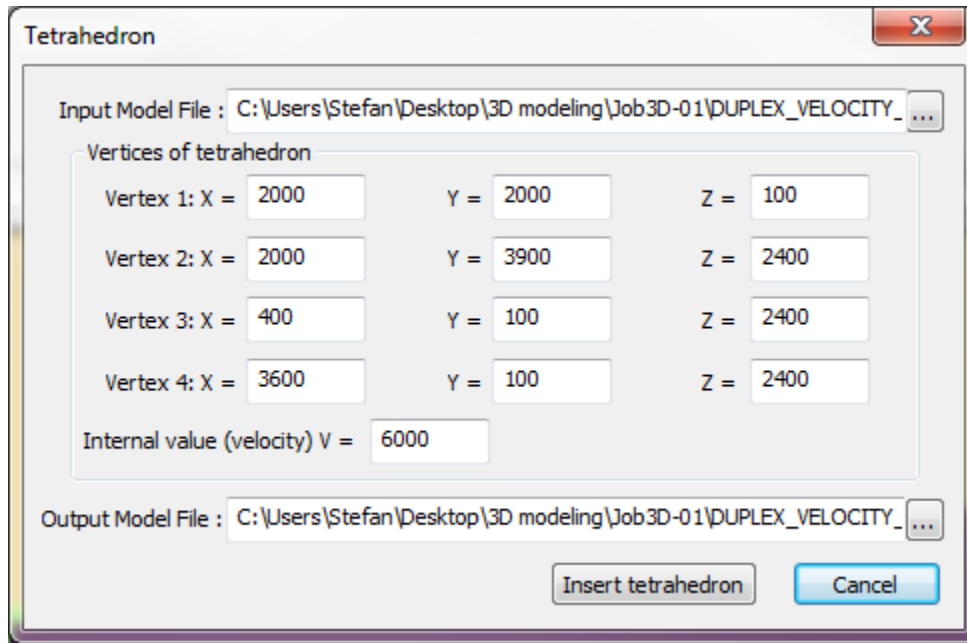 Tetrahedron
Input Model File : C:\Users\Stefan\Desktop\3D modeling\Job3D-01\DUPLEX_VELOCITY_ ...
Vertices of tetrahedron
Vertex 1: X = 2000 Y = 2000 Z = 100
Vertex 2: X = 2000 Y = 3900 Z = 2400
Vertex 3: X = 400 Y = 100 Z = 2400
Vertex 4: X = 3600 Y = 100 Z = 2400
Internal value (velocity) V = 6000
Output Model File : C:\Users\Stefan\Desktop\3D modeling\Job3D-01\DUPLEX_VELOCITY_ ...
Insert tetrahedron Cancel